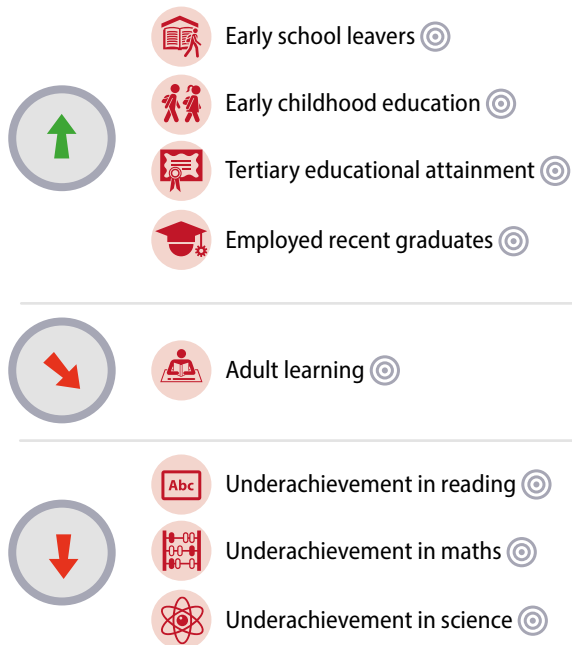 Early school leavers
Early childhood education
Tertiary educational attainment
Employed recent graduates
Adult learning
Abc
Underachievement in reading
Underachievement in maths
Underachievement in science